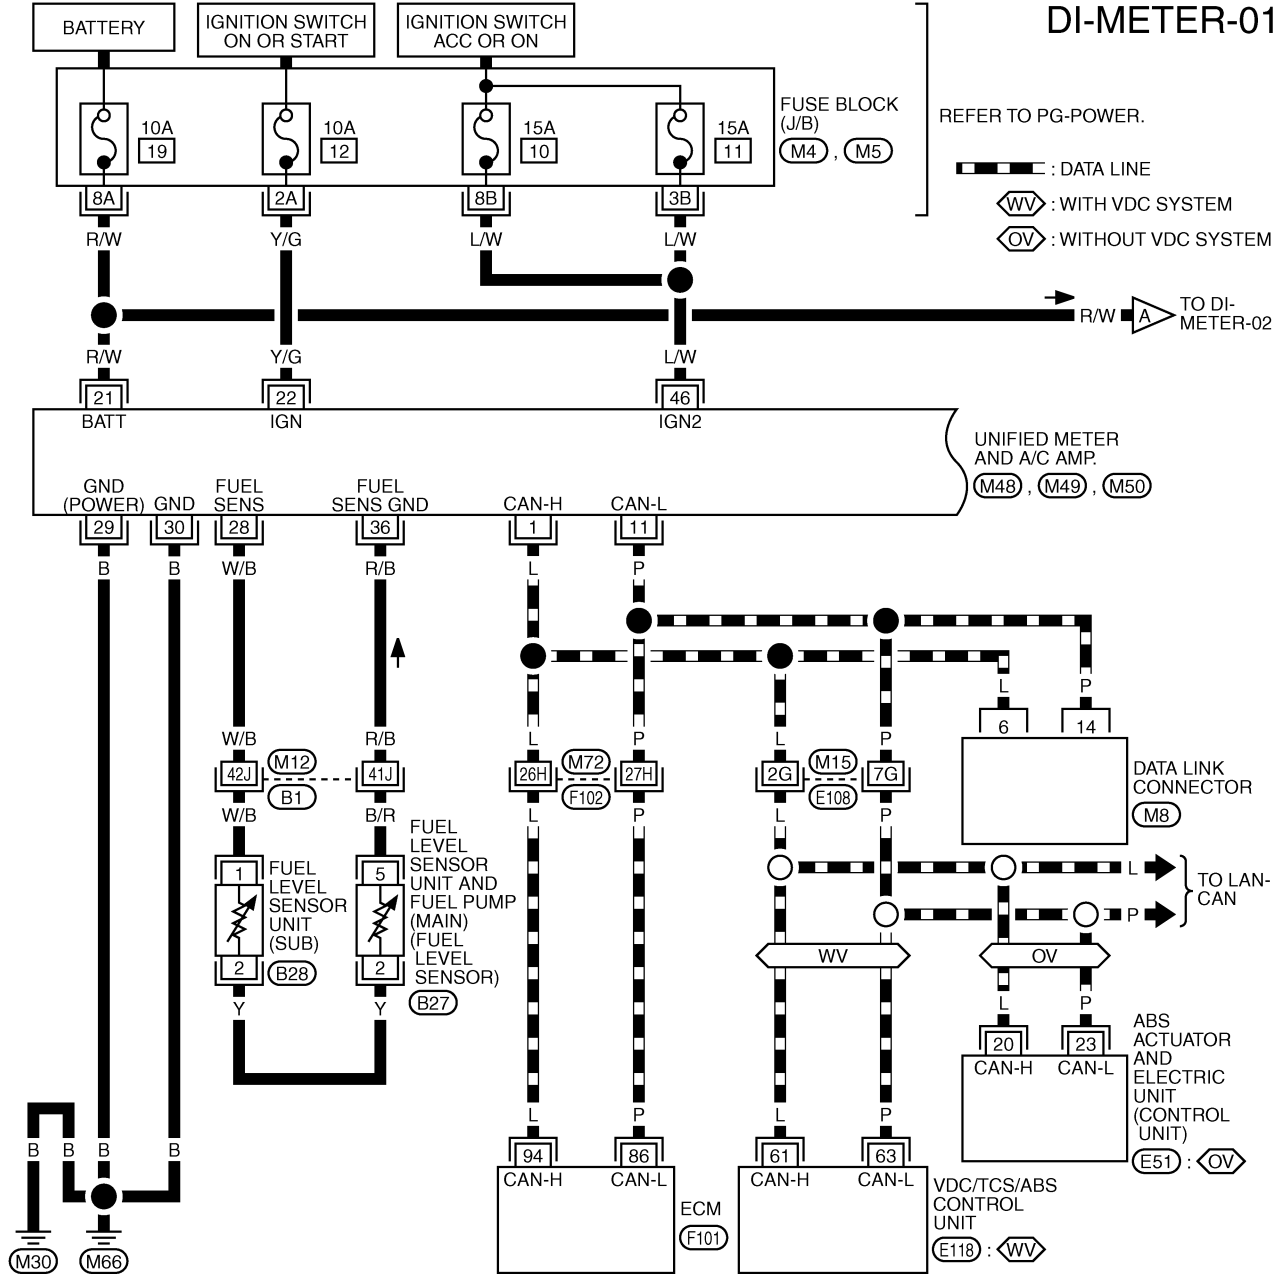 DI-METER-01
BATTERY
IGNITION SWITCH
ON OR START
IGNITION SWITCH
ACC OR ON
10A
19
10A
12
15A
10
15A
11
FUSE BLOCK
(J/B)
M4 , M5
REFER TO PG-POWER.
: DATA LINE
WV : WITH VDC SYSTEM
OV : WITHOUT VDC SYSTEM
8A
2A
8B
3B
R/W
Y/G
L/W
L/W
R/W
A
TO DI-
METER-02
R/W
Y/G
L/W
21
22
46
BATT
IGN
IGN2
UNIFIED METER
AND A/C AMP.
M48 , M49 , M50
GND
(POWER)
GND
FUEL
SENS
FUEL
SENS GND
CAN-H
CAN-L
29
30
28
36
1
11
B
B
W/B
R/B
L
P
L
P
6
14
W/B
R/B
L
P
L
P
42J
M12
B1
41J
26H
M72
F102
27H
2G
M15
E108
7G
DATA LINK
CONNECTOR
M8
W/B
B/R
L
P
L
P
1
FUEL
LEVEL
SENSOR
UNIT
(SUB)
B28
2
5
FUEL
LEVEL
SENSOR
UNIT AND
FUEL PUMP
(MAIN)
(FUEL
LEVEL
SENSOR)
B27
2
L
P
TO LAN-
CAN
WV
OV
Y
Y
L
P
20
23
CAN-H
CAN-L
ABS
ACTUATOR
AND
ELECTRIC
UNIT
(CONTROL
UNIT)
E51 : OV
L
P
L
P
B
B
B
B
94
86
61
63
CAN-H
CAN-L
CAN-H
CAN-L
ECM
F101
VDC/TCS/ABS
CONTROL
UNIT
E118 : WV
M30
M66